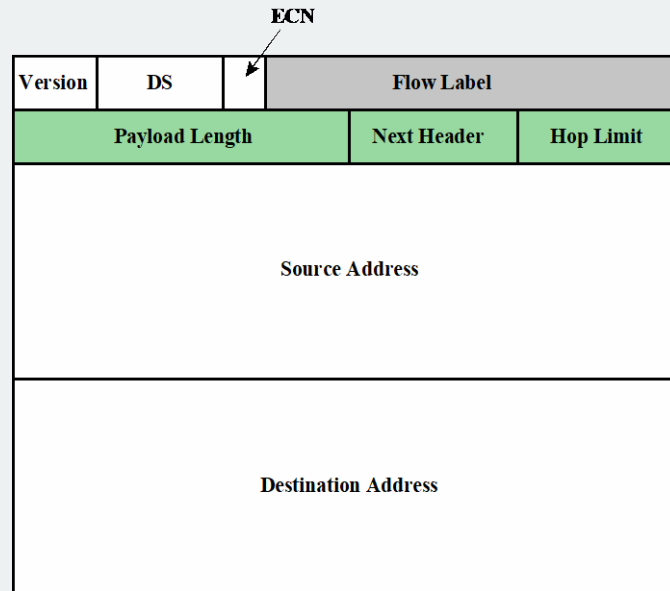 ECN
Version DS Flow Label
Payload Length Next Header Hop Limit
Source Address
Destination Address